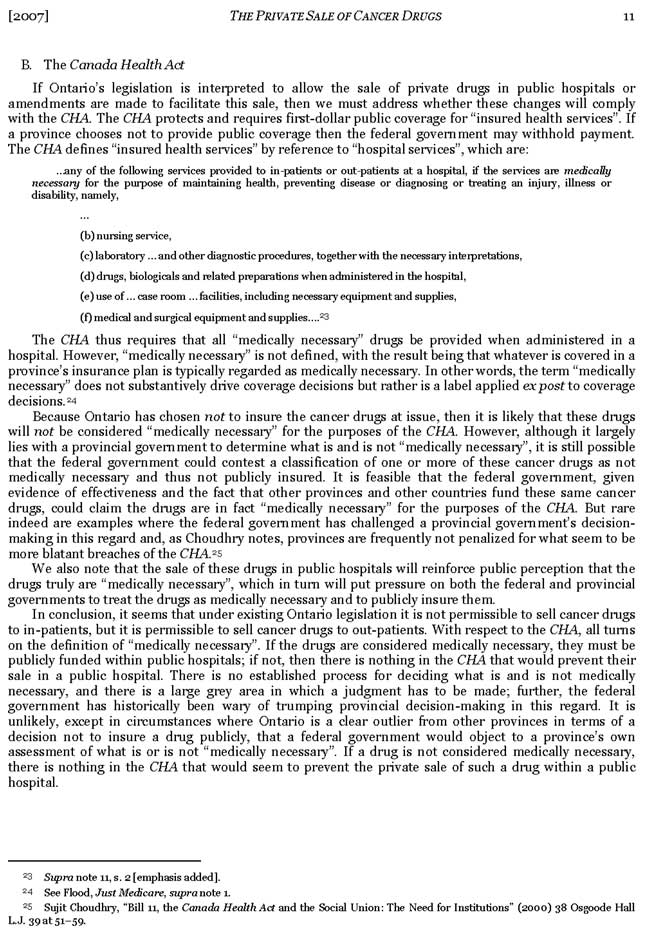 [2007] THE PRIVATE SALE OF CANCER DRUGS 11
B. The Canada Health Act
If Ontario's legislation is interpreted to allow the sale of private drugs in public hospitals or
amendments are made to facilitate this sale, then we must address whether these changes will comply
with the CHA. The CHA protects and requires first-dollar public coverage for "insured health services". If
a province chooses not to provide public coverage then the federal government may withhold payment.
The CHA defines "insured health services" by reference to "hospital services", which are:
...any of the following services provided to in-patients or out-patients at a hospital, if the services are medically
necessary for the purpose of maintaining health, preventing disease or diagnosing or treating an injury, illness or
disability, namely,
...
(b) nursing service,
(c) laboratory ... and other diagnostic procedures, together with the necessary interpretations,
(d) drugs, biologicals and related preparations when administered in the hospital,
(e) use of ... case room ... facilities, including necessary equipment and supplies,
(f) medical and surgical equipment and supplies....23
The CHA thus requires that all "medically necessary" drugs be provided when administered in a
hospital. However, "medically necessary" is not defined, with the result being that whatever is covered in a
province's insurance plan is typically regarded as medically necessary. In other words, the term "medically
necessary" does not substantively drive coverage decisions but rather is a label applied ex post to coverage
decisions.24
Because Ontario has chosen not to insure the cancer drugs at issue, then it is likely that these drugs
will not be considered "medically necessary" for the purposes of the CHA. However, although it largely
lies with a provincial government to determine what is and is not "medically necessary", it is still possible
that the federal government could contest a classification of one or more of these cancer drugs as not
medically necessary and thus not publicly insured. It is feasible that the federal government, given
evidence of effectiveness and the fact that other provinces and other countries fund these same cancer
drugs, could claim the drugs are in fact "medically necessary" for the purposes of the CHA. But rare
indeed are examples where the federal government has challenged a provincial government's decision-
making in this regard and, as Choudhry notes, provinces are frequently not penalized for what seem to be
more blatant breaches of the CHA.25
We also note that the sale of these drugs in public hospitals will reinforce public perception that the
drugs truly are "medically necessary", which in turn will put pressure on both the federal and provincial
governments to treat the drugs as medically necessary and to publicly insure them.
In conclusion, it seems that under existing Ontario legislation it is not permissible to sell cancer drugs
to in-patients, but it is permissible to sell cancer drugs to out-patients. With respect to the CHA, all turns
on the definition of "medically necessary". If the drugs are considered medically necessary, they must be
publicly funded within public hospitals; if not, then there is nothing in the CHA that would prevent their
sale in a public hospital. There is no established process for deciding what is and is not medically
necessary, and there is a large grey area in which a judgment has to be made; further, the federal
government has historically been wary of trumping provincial decision-making in this regard. It is
unlikely, except in circumstances where Ontario is a clear outlier from other provinces in terms of a
decision not to insure a drug publicly, that a federal government would object to a province's own
assessment of what is or is not "medically necessary". If a drug is not considered medically necessary,
there is nothing in the CHA that would seem to prevent the private sale of such a drug within a public
hospital.
23 Supra note 11, s. 2 [emphasis added].
24 See Flood, Just Medicare, supra note 1.
25 Sujit Choudhry, "Bill 11, the Canada Health Act and the Social Union: The Need for Institutions" (2000) 38 Osgoode Hall
L.J. 39 at 51–59.